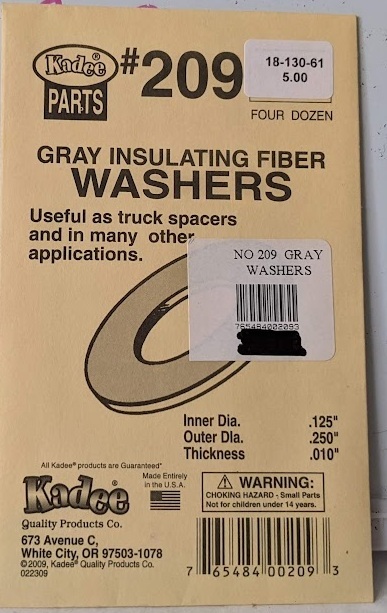 Kadee®
PARTS
#209
18-130-61
5.00
FOUR DOZEN
GRAY INSULATING FIBER
WASHERS
Useful as truck spacers
and in many other
applications.
NO 209 GRAY
WASHERS
765484002093
Inner Dia. .125"
Outer Dia. .250"
Thickness .010"
All Kadee® products are Guaranteed*
Kadee®
Quality Products Co.
Made Entirely
in the U.S.A.
673 Avenue C,
White City, OR 97503-1078
©2009, Kadee® Quality Products Co.
022309
⚠ WARNING:
CHOKING HAZARD - Small Parts
Not for children under 14 years.
7 65484 00209 3